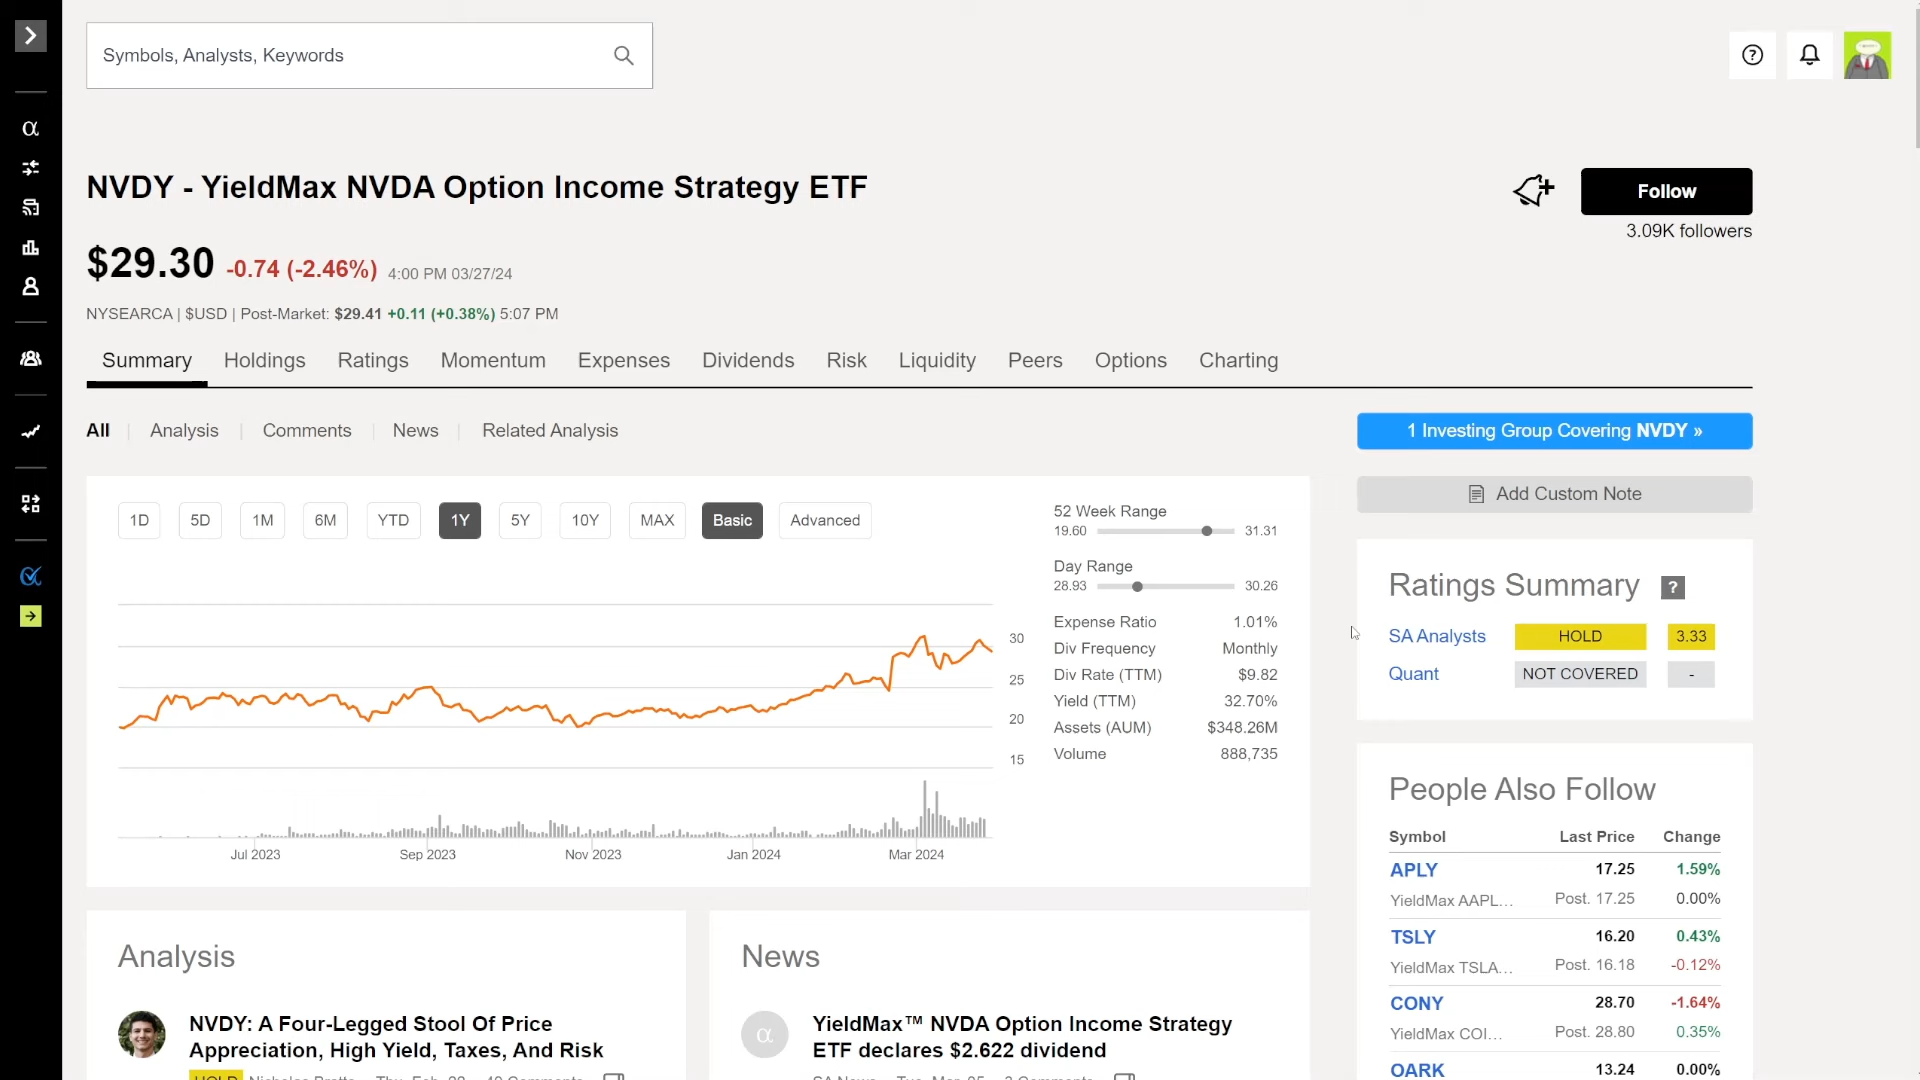 Symbols, Analysts, Keywords
NVDY - YieldMax NVDA Option Income Strategy ETF
Follow
3.09K followers
$29.30 -0.74 (-2.46%) 4:00 PM 03/27/24
NYSEARCA | $USD | Post-Market: $29.41 +0.11 (+0.38%) 5:07 PM
Summary Holdings Ratings Momentum Expenses Dividends Risk Liquidity Peers Options Charting
All | Analysis | Comments | News | Related Analysis
1 Investing Group Covering NVDY »
Add Custom Note
1D 5D 1M 6M YTD 1Y 5Y 10Y MAX Basic Advanced
30
25
20
15
Jul 2023 Sep 2023 Nov 2023 Jan 2024 Mar 2024
52 Week Range
19.60 31.31
Day Range
28.93 30.26
Expense Ratio 1.01%
Div Frequency Monthly
Div Rate (TTM) $9.82
Yield (TTM) 32.70%
Assets (AUM) $348.26M
Volume 888,735
Ratings Summary ?
SA Analysts HOLD 3.33
Quant NOT COVERED -
People Also Follow
Symbol Last Price Change
APLY 17.25 1.59%
YieldMax AAPL... Post. 17.25 0.00%
TSLY 16.20 0.43%
YieldMax TSLA... Post. 16.18 -0.12%
CONY 28.70 -1.64%
YieldMax COI... Post. 28.80 0.35%
OARK 13.24 0.00%
Analysis
NVDY: A Four-Legged Stool Of Price
Appreciation, High Yield, Taxes, And Risk
HOLD
News
YieldMax™ NVDA Option Income Strategy
ETF declares $2.622 dividend